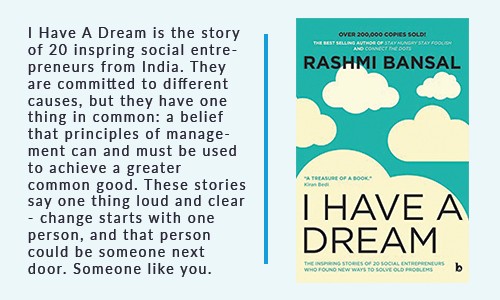 I Have A Dream is the story
of 20 inspring social entre-
preneurs from India. They
are committed to different
causes, but they have one
thing in common: a belief
that principles of manage-
ment can and must be used
to achieve a greater
common good. These stories
say one thing loud and clear
- change starts with one
person, and that person
could be someone next
door. Someone like you.
OVER 200,000 COPIES SOLD!
THE BEST SELLING AUTHOR OF STAY HUNGRY STAY FOOLISH
AND CONNECT THE DOTS
RASHMI BANSAL
"A TREASURE OF A BOOK."
Kiran Bedi
I HAVE A
DREAM
THE INSPIRING STORIES OF 20 SOCIAL ENTREPRENEURS
WHO FOUND NEW WAYS TO SOLVE OLD PROBLEMS
b